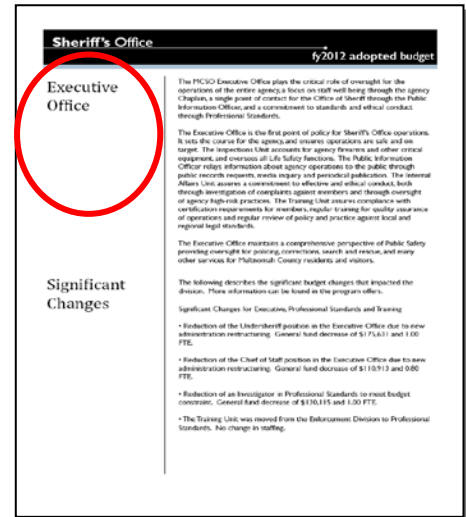 Sheriff's Office
fy2012 adopted budget
Executive
Office
The MCSO Executive Office plays the critical role of oversight for the
operations of the entire agency, a focus on staff well being through the agency
Chaplain, a single point of contact for the Office of Sheriff through the Public
Information Officer, and a commitment to standards and ethical conduct
through Professional Standards.
The Executive Office is the first point of policy for Sheriff's Office operations.
It sets the course for the agency, and ensures operations are safe and on
target. The Inspections Unit accounts for agency firearms and other critical
equipment, and oversees all Life Safety functions. The Public Information
Officer relays information about agency operations to the public through
public records requests, media inquiry and periodical publication. The Internal
Affairs Unit assures a commitment to effective and ethical conduct, both
through investigation of complaints against members and through oversight
of agency high-risk practices. The Training Unit assures compliance with
certification requirements for members, regular training for quality assurance
of operations and regular review of policy and practice against local and
regional legal standards.
The Executive Office maintains a comprehensive perspective of Public Safety
providing oversight for policing, corrections, search and rescue, and many
other services for Multnomah County residents and visitors.
Significant
Changes
The following describes the significant budget changes that impacted the
division. More information can be found in the program offers.
Significant Changes for Executive, Professional Standards and Training
• Reduction of the Undersheriff position in the Executive Office due to new
administration restructuring. General fund decrease of $175,631 and 1.00
FTE.
• Reduction of the Chief of Staff position in the Executive Office due to new
administration restructuring. General fund decrease of $110,913 and 0.80
FTE.
• Reduction of an Investigator in Professional Standards to meet budget
constraint. General fund decrease of $130,115 and 1.00 FTE.
• The Training Unit was moved from the Enforcement Division to Professional
Standards. No change in staffing.